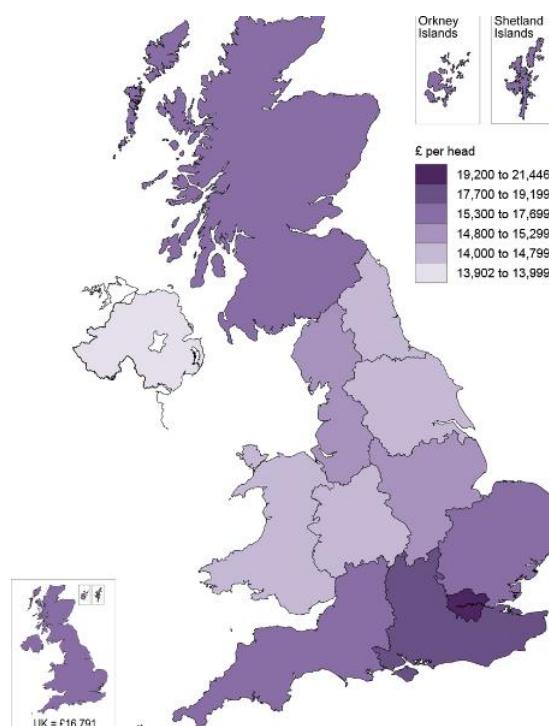 Orkney
Islands
Shetland
Islands
£ per head
19,200 to 21,446
17,700 to 19,199
15,300 to 17,699
14,800 to 15,299
14,000 to 14,799
13,902 to 13,999
UK = £16,791